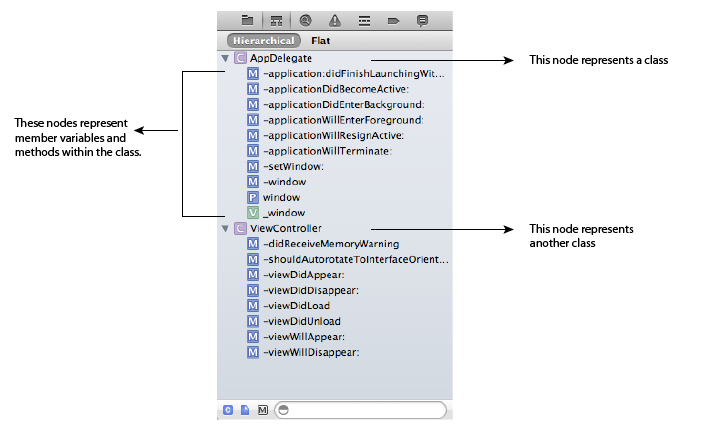 Hierarchical Flat
C AppDelegate
This node represents a class
M -application:didFinishLaunchingWit...
M -applicationDidBecomeActive:
M -applicationDidEnterBackground:
M -applicationWillEnterForeground:
M -applicationWillResignActive:
M -applicationWillTerminate:
M -setWindow:
M -window
P window
V _window
These nodes represent
member variables and
methods within the class.
C ViewController
This node represents
another class
M -didReceiveMemoryWarning
M -shouldAutorotateToInterfaceOrient...
M -viewDidAppear:
M -viewDidDisappear:
M -viewDidLoad
M -viewDidUnload
M -viewWillAppear:
M -viewWillDisappear:
C M